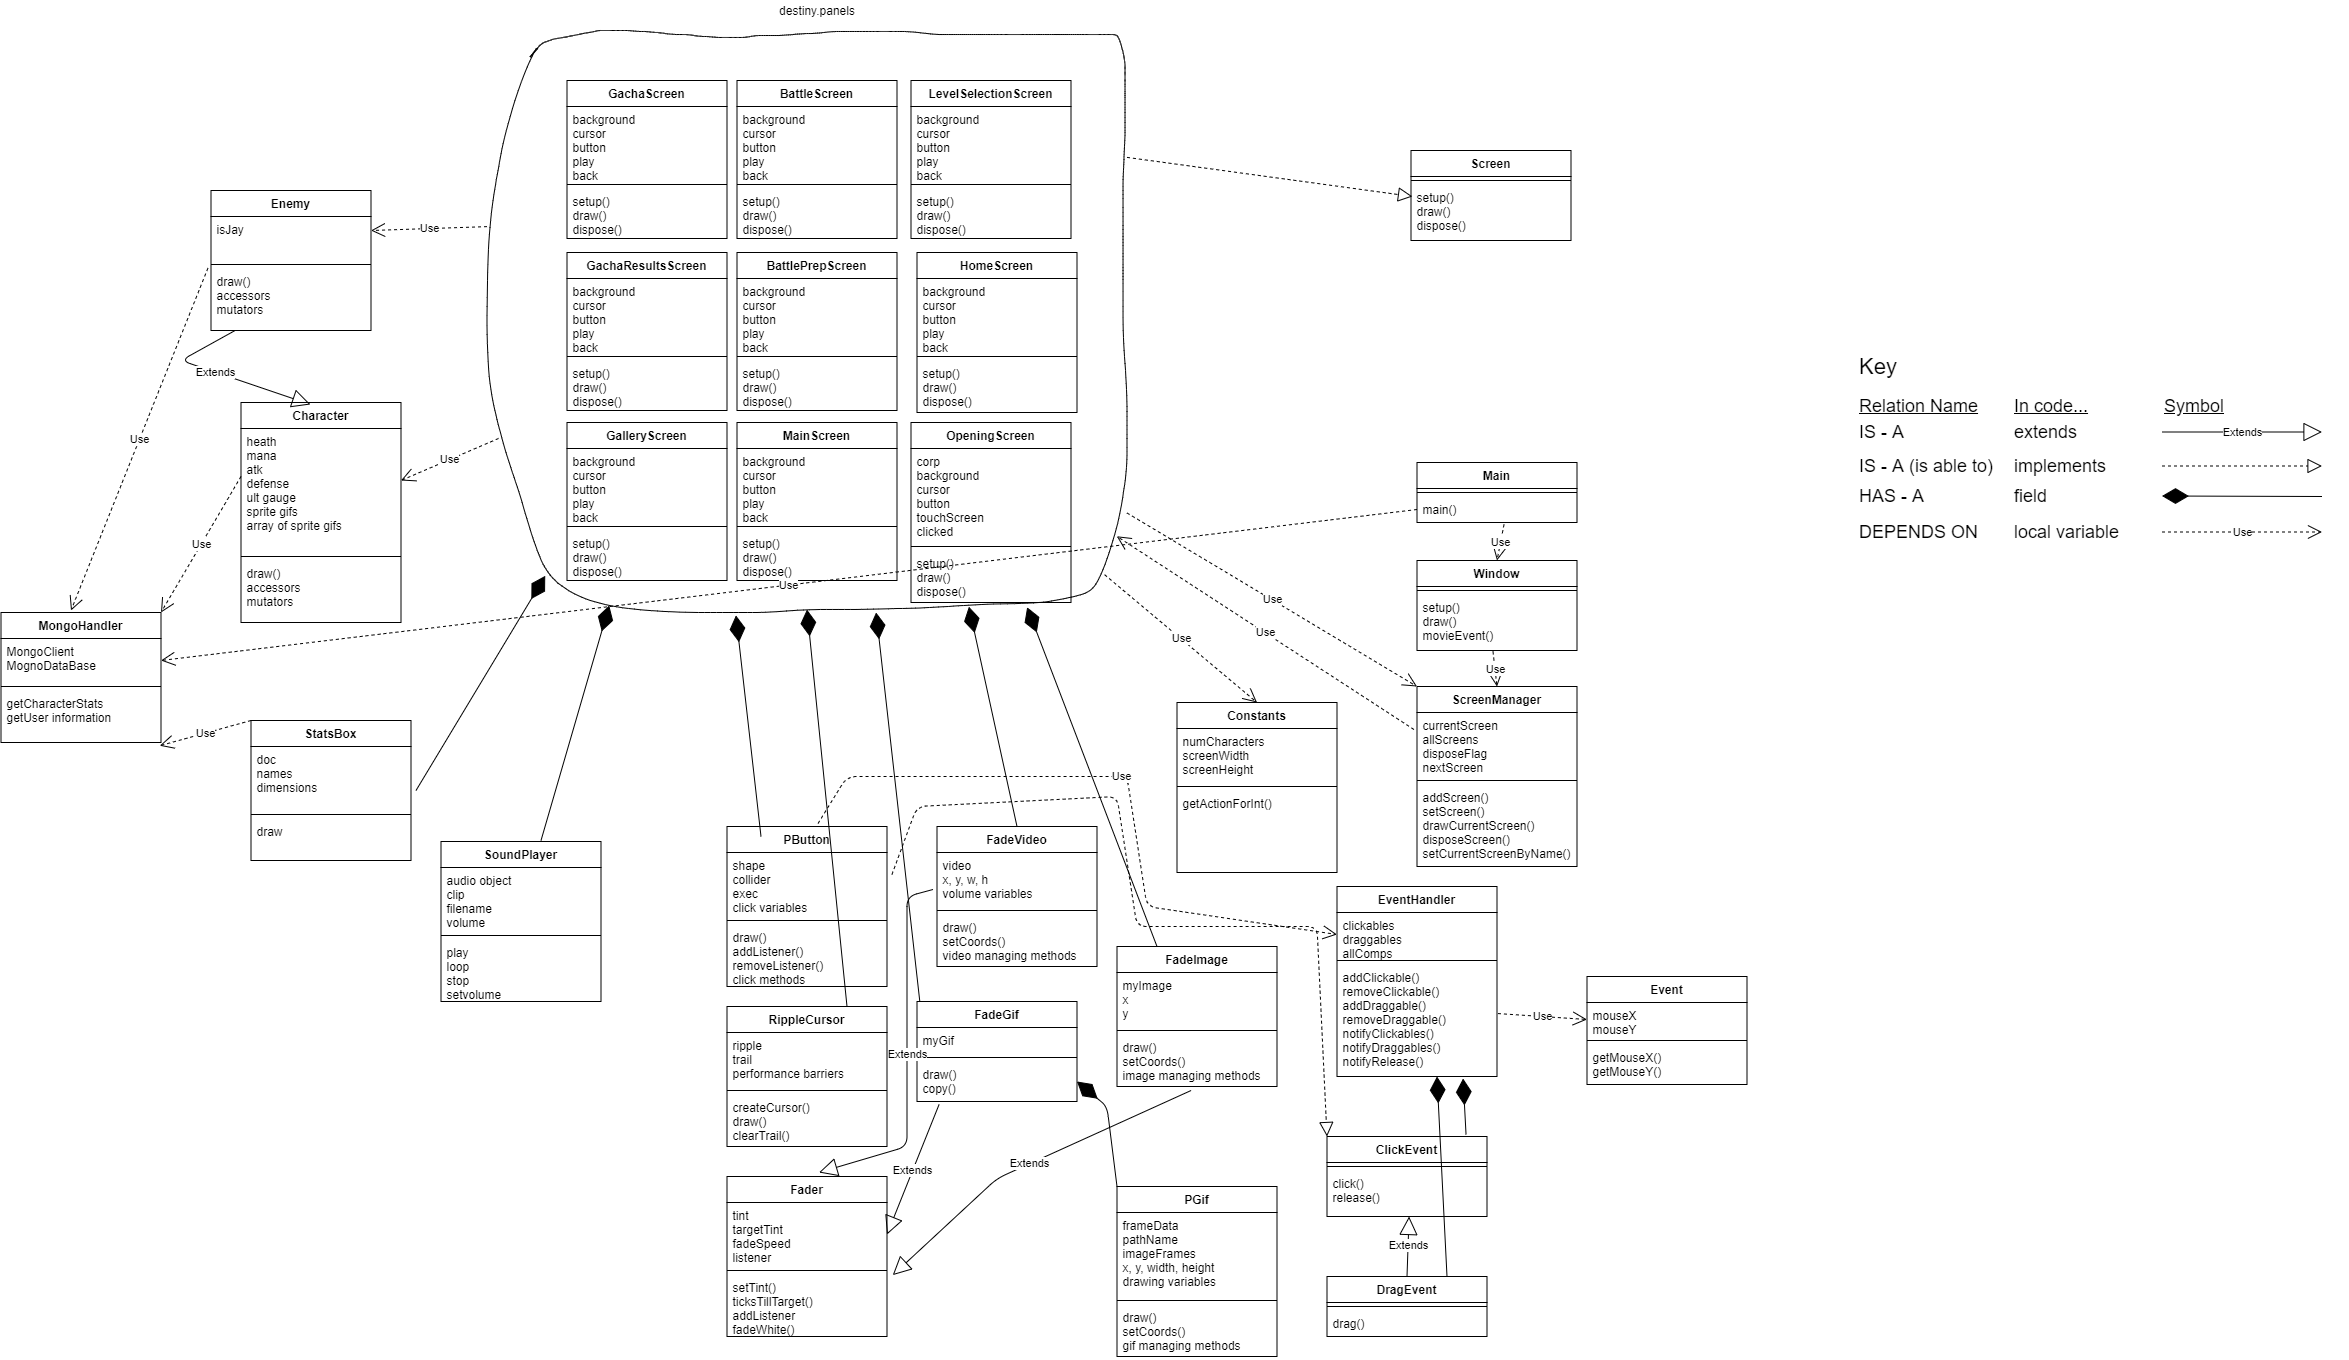 destiny.panels
GachaScreen
background
cursor
button
play
back
setup()
draw()
dispose()
BattleScreen
background
cursor
button
play
back
setup()
draw()
dispose()
LevelSelectionScreen
background
cursor
button
play
back
setup()
draw()
dispose()
GachaResultsScreen
background
cursor
button
play
back
setup()
draw()
dispose()
BattlePrepScreen
background
cursor
button
play
back
setup()
draw()
dispose()
HomeScreen
background
cursor
button
play
back
setup()
draw()
dispose()
GalleryScreen
background
cursor
button
play
back
setup()
draw()
dispose()
MainScreen
background
cursor
button
play
back
setup()
draw()
dispose()
OpeningScreen
corp
background
cursor
button
touchScreen
clicked
setup()
draw()
dispose()
Screen
setup()
draw()
dispose()
Enemy
isJay
draw()
accessors
mutators
Use
Extends
Use
Character
heath
mana
atk
defense
ult gauge
sprite gifs
array of sprite gifs
draw()
accessors
mutators
Use
Use
Use
MongoHandler
MongoClient
MognoDataBase
getCharacterStats
getUser information
Use
StatsBox
doc
names
dimensions
draw
SoundPlayer
audio object
clip
filename
volume
play
loop
stop
setvolume
Key
Relation Name In code... Symbol
IS - A extends Extends
IS - A (is able to) implements
HAS - A field
DEPENDS ON local variable Use
Main
main()
Use
Window
setup()
draw()
movieEvent()
Use
Use
Use
Use
ScreenManager
currentScreen
allScreens
disposeFlag
nextScreen
addScreen()
setScreen()
drawCurrentScreen()
disposeScreen()
setCurrentScreenByName()
Constants
numCharacters
screenWidth
screenHeight
getActionForInt()
Use
PButton
shape
collider
exec
click variables
draw()
addListener()
removeListener()
click methods
FadeVideo
video
x, y, w, h
volume variables
draw()
setCoords()
video managing methods
FadeImage
myImage
x
y
draw()
setCoords()
image managing methods
EventHandler
clickables
draggables
allComps
addClickable()
removeClickable()
addDraggable()
removeDraggable()
notifyClickables()
notifyDraggables()
notifyRelease()
Use
Event
mouseX
mouseY
getMouseX()
getMouseY()
RippleCursor
ripple
trail
performance barriers
createCursor()
draw()
clearTrail()
Extends
FadeGif
myGif
draw()
copy()
Extends
Extends
Fader
tint
targetTint
fadeSpeed
listener
setTint()
ticksTillTarget()
addListener
fadeWhite()
PGif
frameData
pathName
imageFrames
x, y, width, height
drawing variables
draw()
setCoords()
gif managing methods
ClickEvent
click()
release()
Extends
DragEvent
drag()